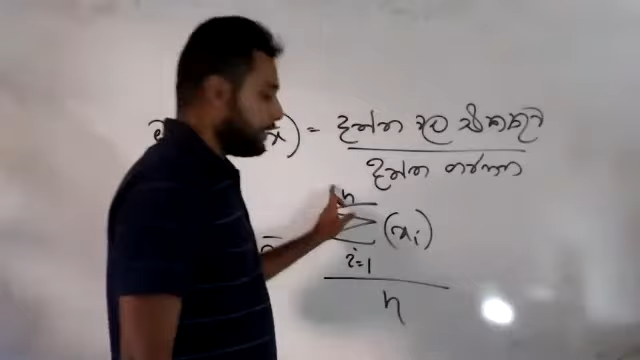 x) = දත්ත වල එකතුව
දත්ත ගණන
n
∑ (xᵢ)
i=1
n